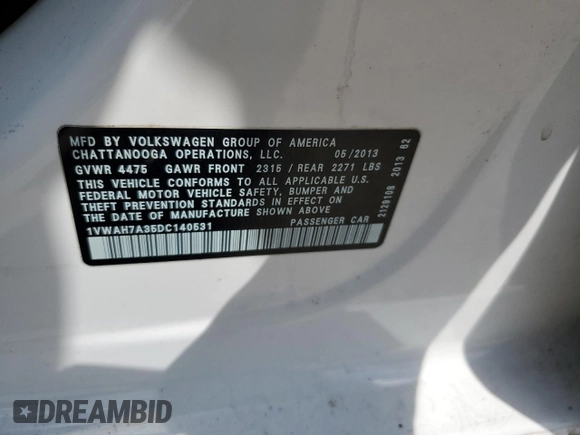 MFD BY VOLKSWAGEN GROUP OF AMERICA
CHATTANOOGA OPERATIONS, LLC. 05/2013
GVWR 4475 GAWR FRONT 2315 / REAR 2271 LBS
THIS VEHICLE CONFORMS TO ALL APPLICABLE U.S.
FEDERAL MOTOR VEHICLE SAFETY, BUMPER AND
THEFT PREVENTION STANDARDS IN EFFECT ON
THE DATE OF MANUFACTURE SHOWN ABOVE
1VWAH7A35DC140531 PASSENGER CAR
2129108 2013 82
DREAMBID